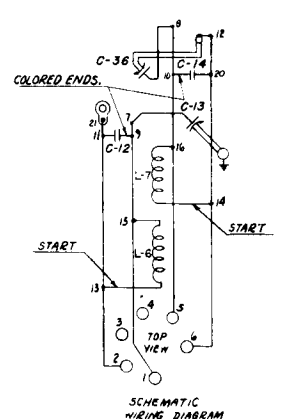 8
12
C-36
C-14
10
20
COLORED ENDS.
C-13
21
7
11
9
C-12
16
L-7
14
START
15
L-6
START
13
4
5
3
TOP
VIEW
6
2
1
SCHEMATIC
WIRING DIAGRAM